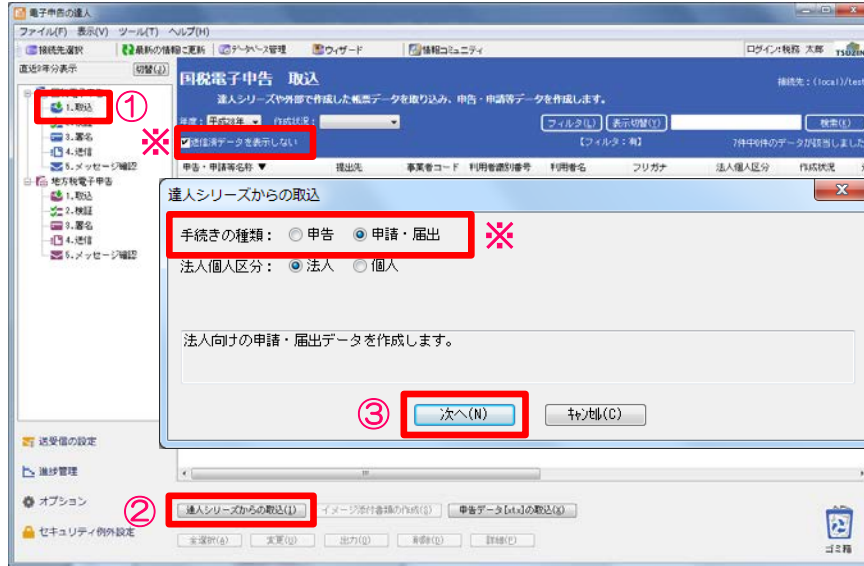 電子申告の達人
ファイル(F) 表示(V) ツール(T) ヘルプ(H)
接続先選択 最新の情報に更新 データベース管理 ウィザード 情報コミュニティ ログイン:税務 太郎
直近2年分表示 切替(J)
国税電子申告 取込 接続先:(local)/test
達人シリーズや外部で作成した帳票データを取り込み、申告・申請等データを作成します。
1.取込
①
3.署名
4.送信
5.メッセージ確認
地方税電子申告
1.取込
2.検証
3.署名
4.送信
5.メッセージ確認
年度:平成28年 作成状況: フィルタ(L) 表示切替(Y) 検索(K)
※
送信済データを表示しない 【フィルタ:有】 7件中6件のデータが該当しました
申告・申請等名称▼ 提出先 事業者コード 利用者識別番号 利用者名 フリガナ 法人個人区分 作成状況
達人シリーズからの取込
手続きの種類: 申告 申請・届出 ※
法人個人区分: 法人 個人
法人向けの申請・届出データを作成します。
③ 次へ(N) キャンセル(C)
送受信の設定
進捗管理
オプション
セキュリティ例外設定
② 達人シリーズからの取込(I) イメージ添付書類の作成 申告データ[xtx]の取込(X)
全選択(A) 変更(U) 出力(O) 削除(D) 詳細(P)
ゴミ箱